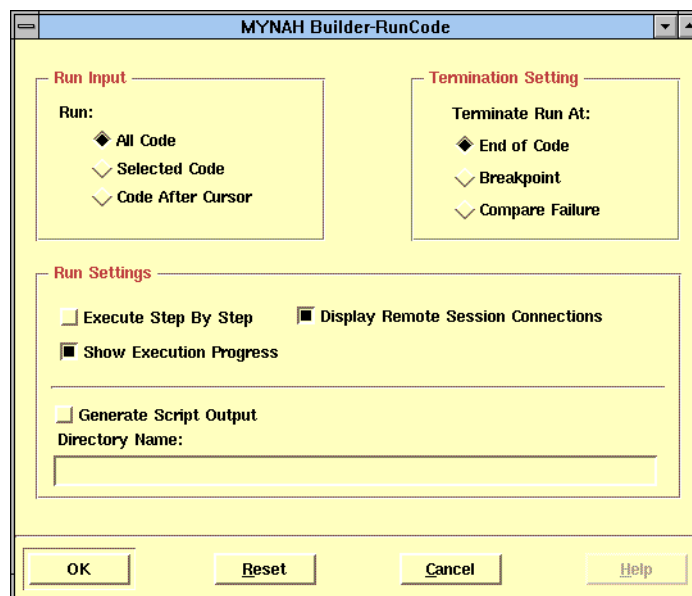 MYNAH Builder-RunCode
Run Input
Run:
All Code
Selected Code
Code After Cursor
Termination Setting
Terminate Run At:
End of Code
Breakpoint
Compare Failure
Run Settings
Execute Step By Step
Display Remote Session Connections
Show Execution Progress
Generate Script Output
Directory Name:
OK
Reset
Cancel
Help